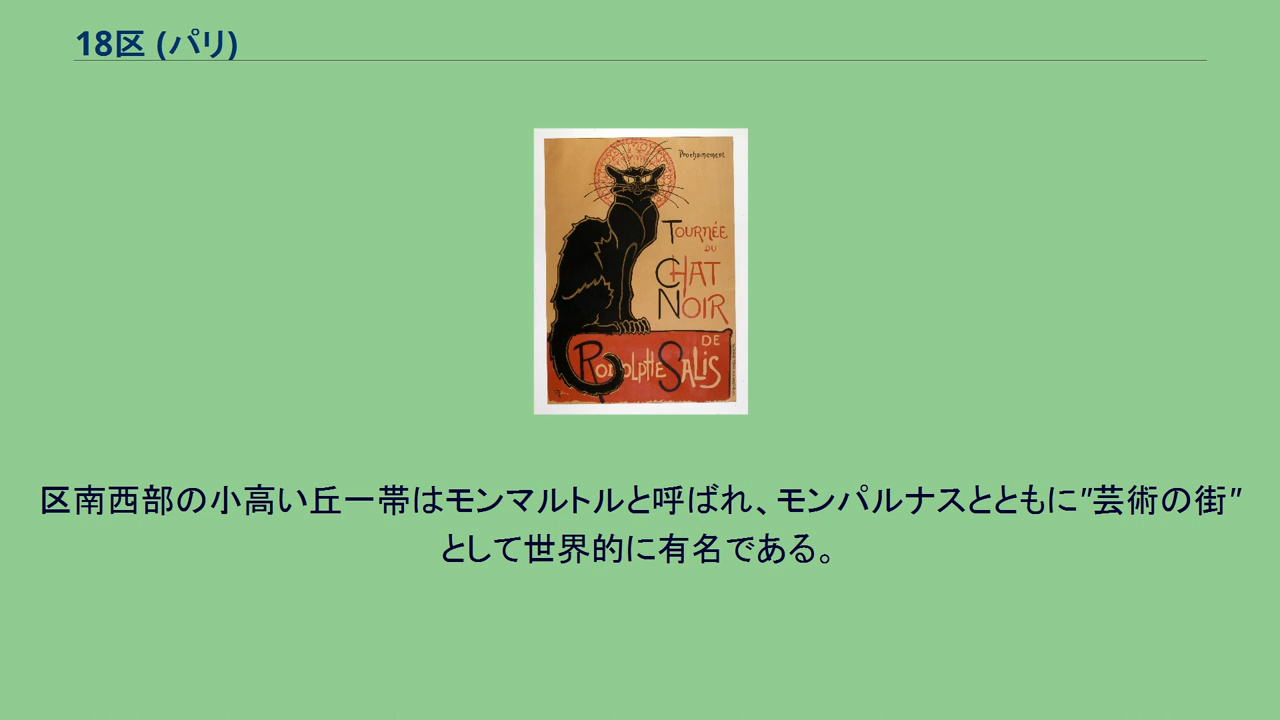 18区 (パリ)
Prochainement
TOURNÉE
DU
CHAT
NOIR
DE
RODOLPHE SALIS
区南西部の小高い丘一帯はモンマルトルと呼ばれ、モンパルナスとともに"芸術の街"
として世界的に有名である。